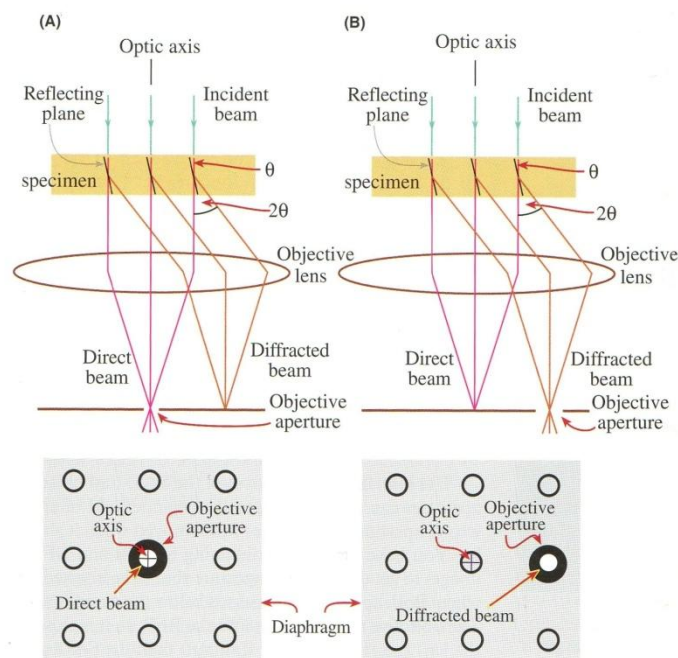 (A)
Optic axis
Reflecting
plane
Incident
beam
θ
specimen
2θ
Objective
lens
Direct
beam
Diffracted
beam
Objective
aperture
(B)
Optic axis
Reflecting
plane
Incident
beam
θ
specimen
2θ
Objective
lens
Direct
beam
Diffracted
beam
Objective
aperture
Optic
axis
Objective
aperture
Direct beam
Diaphragm
Optic
axis
Objective
aperture
Diffracted beam